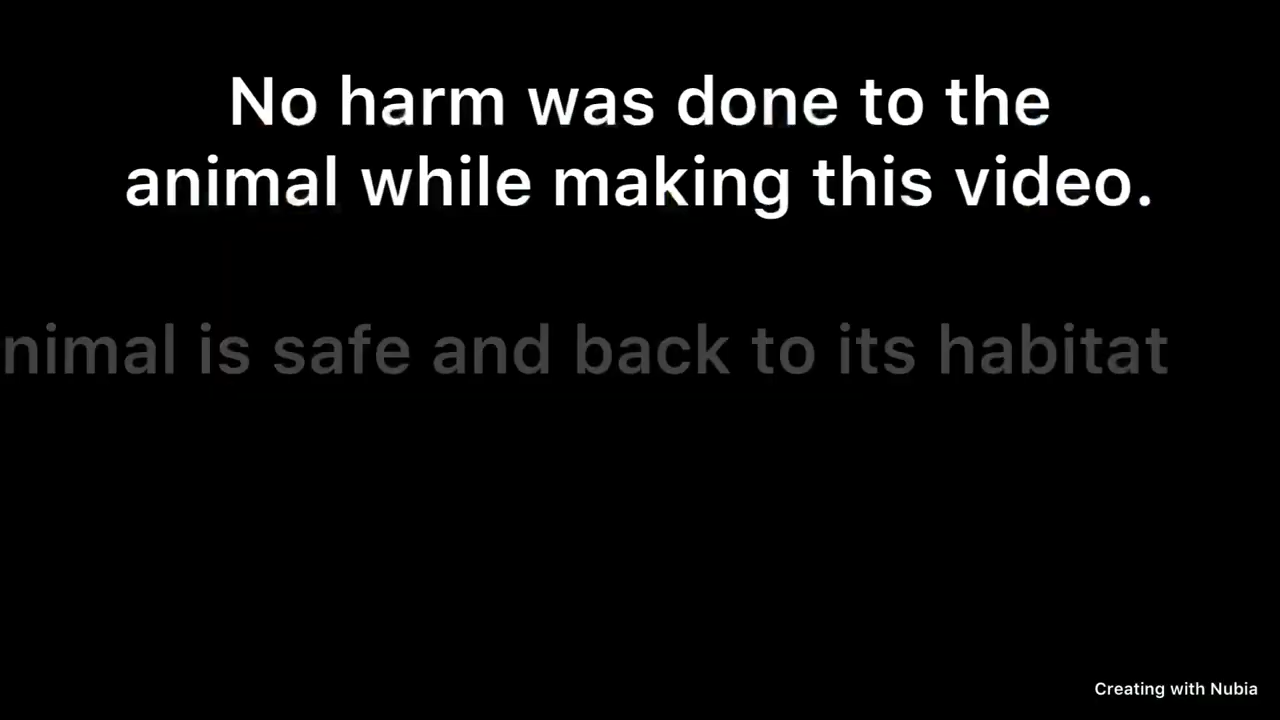 No harm was done to the
animal while making this video.
nimal is safe and back to its habitat
Creating with Nubia